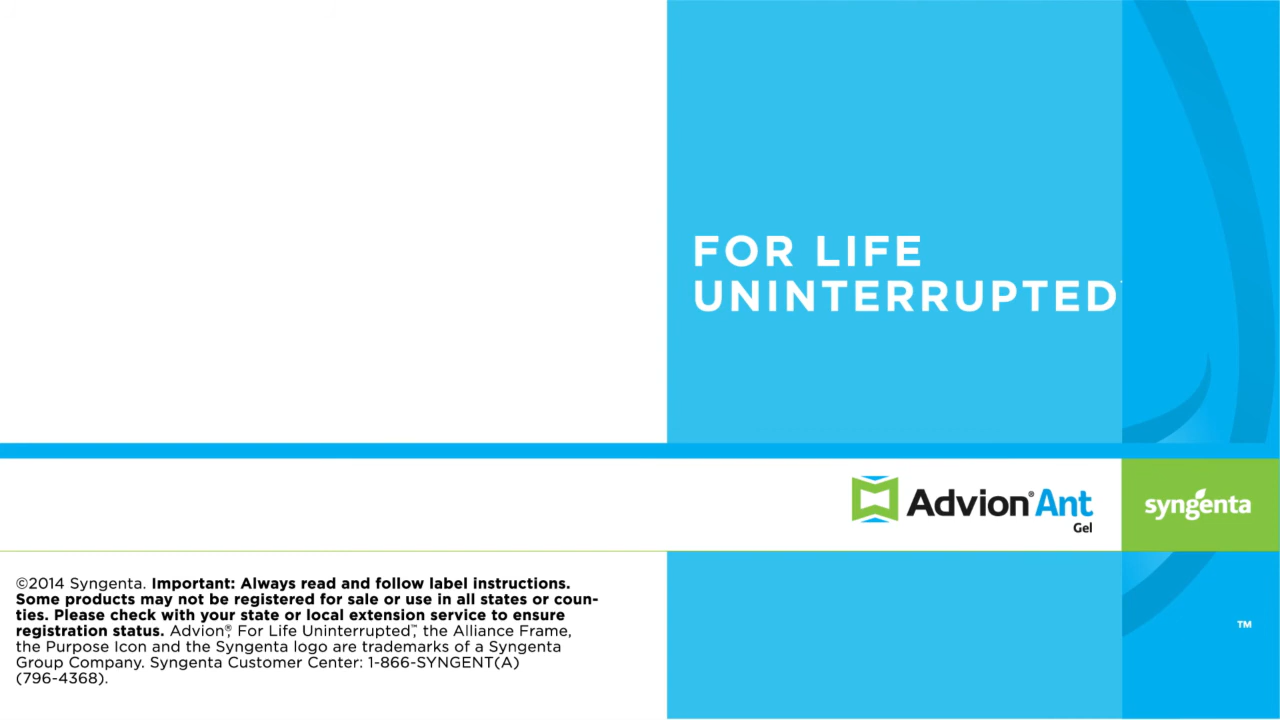 FOR LIFE
UNINTERRUPTED™
Advion® Ant
Gel
syngenta
©2014 Syngenta. Important: Always read and follow label instructions.
Some products may not be registered for sale or use in all states or coun-
ties. Please check with your state or local extension service to ensure
registration status. Advion®, For Life Uninterrupted™, the Alliance Frame,
the Purpose Icon and the Syngenta logo are trademarks of a Syngenta
Group Company. Syngenta Customer Center: 1-866-SYNGENT(A)
(796-4368).
™